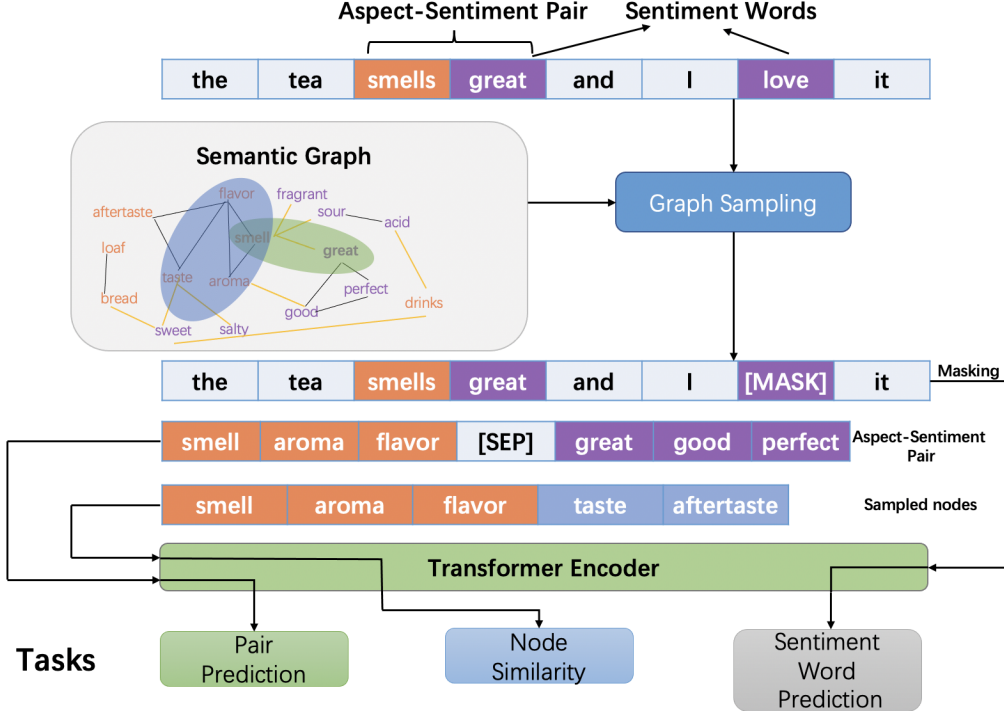 Aspect-Sentiment Pair Sentiment Words
the tea smells great and I love it
Semantic Graph
flavor fragrant
aftertaste sour
acid
smell
loaf great
taste aroma
perfect
bread drinks
good
sweet salty
Graph Sampling
the tea smells great and I [MASK] it
Masking
smell aroma flavor [SEP] great good perfect
Aspect-Sentiment
Pair
smell aroma flavor taste aftertaste
Sampled nodes
Transformer Encoder
Tasks
Pair
Prediction
Node
Similarity
Sentiment
Word
Prediction